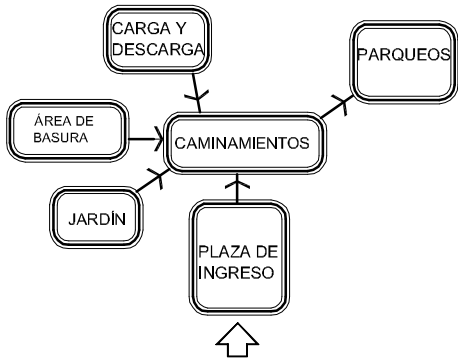 CARGA Y
DESCARGA
PARQUEOS
ÁREA DE
BASURA
CAMINAMIENTOS
JARDÍN
PLAZA DE
INGRESO